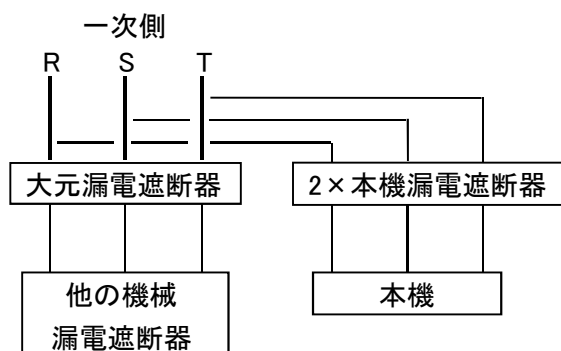 一次側
R S T
大元漏電遮断器
2×本機漏電遮断器
他の機械
漏電遮断器
本機